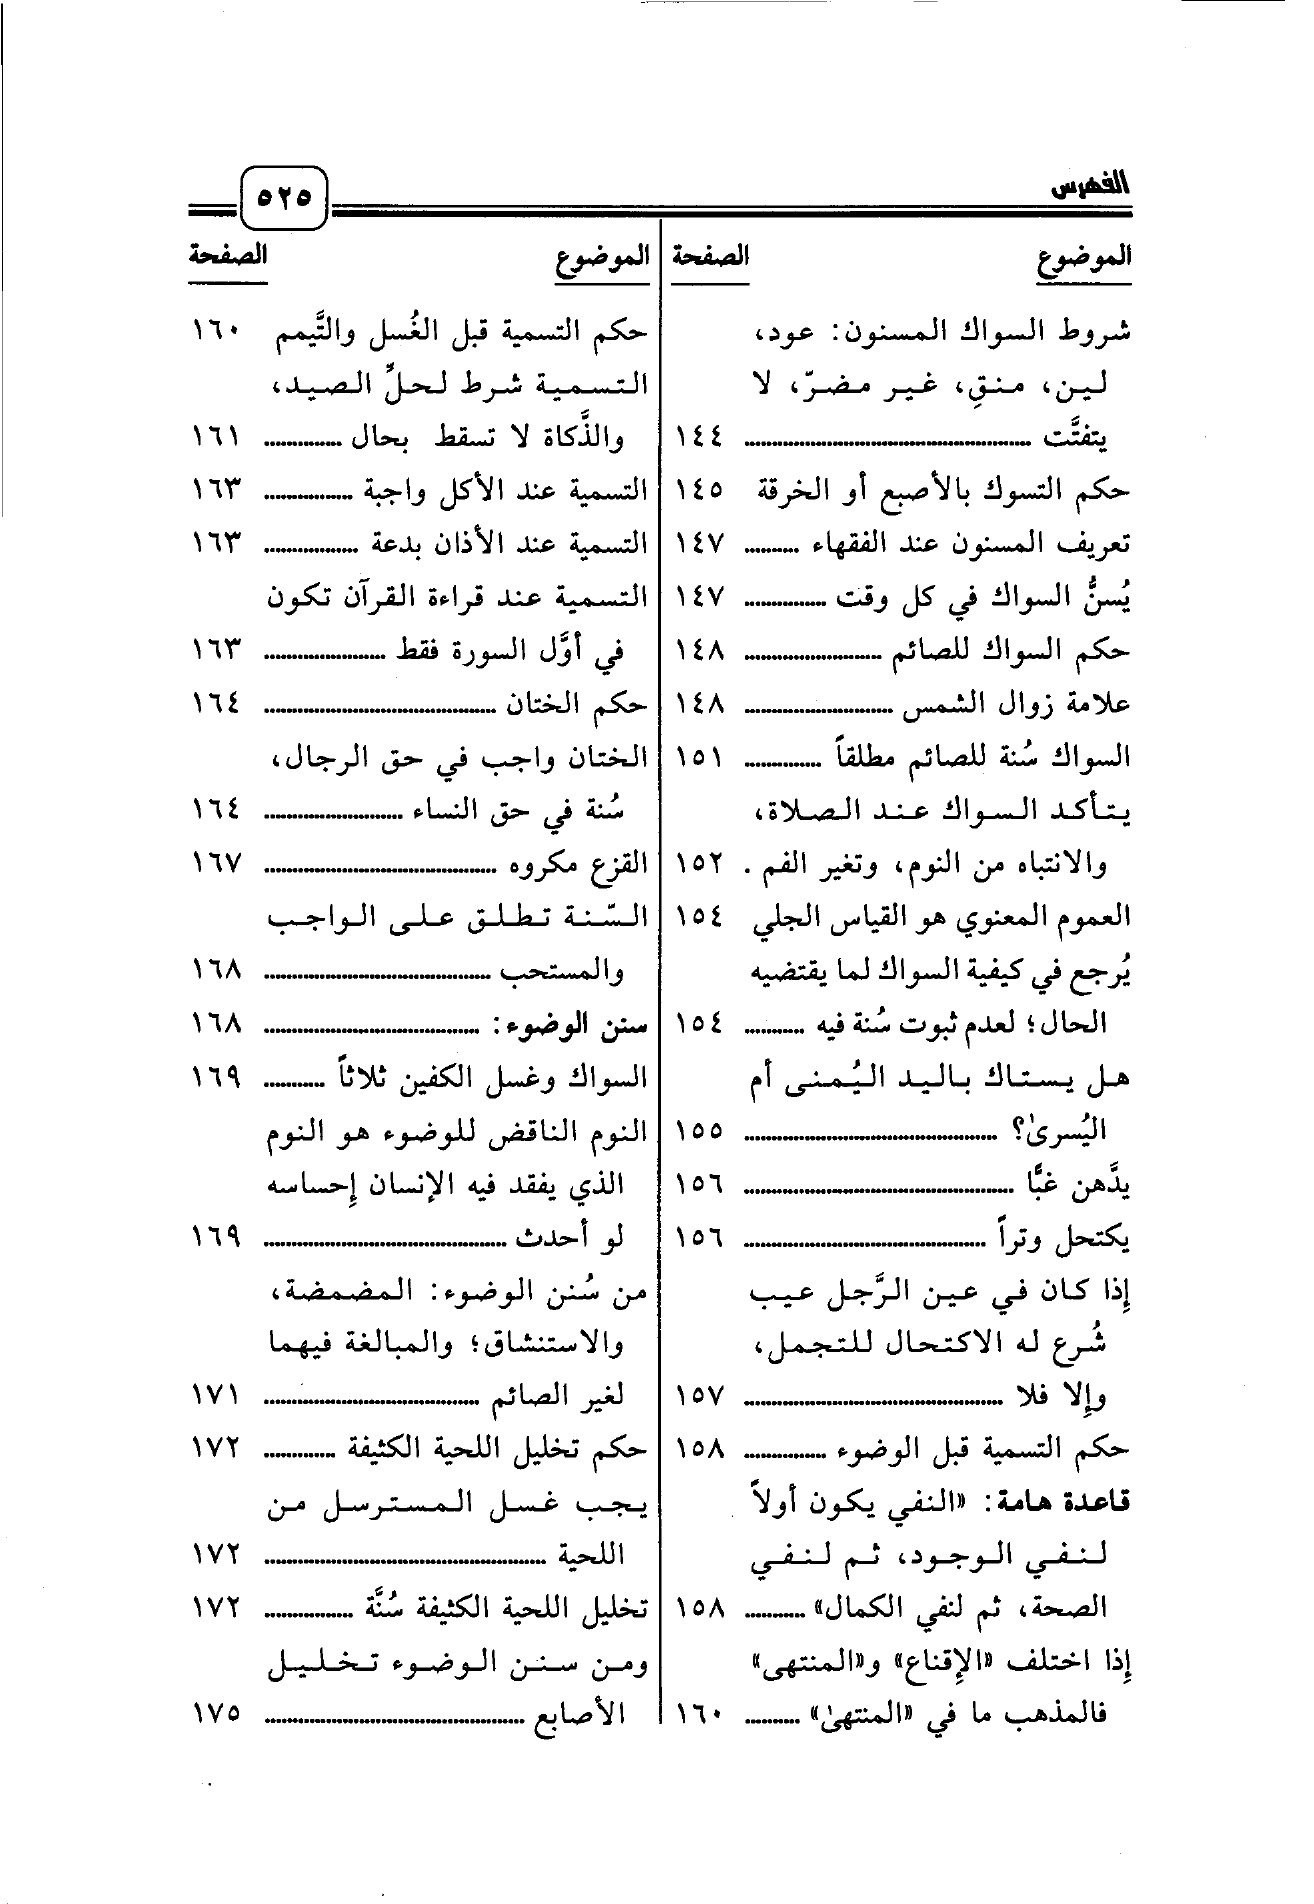 الفهرس
٥٢٥
الموضوع الصفحة
شروط السواك المسنون: عود،
لين، منقِ، غير مضرّ، لا
يتفتَّت ........ ١٤٤
حكم التسوك بالأصبع أو الخرقة ١٤٥
تعريف المسنون عند الفقهاء ........ ١٤٧
يُسنُّ السواك في كل وقت ........ ١٤٧
حكم السواك للصائم ........ ١٤٨
علامة زوال الشمس ........ ١٤٨
السواك سُنة للصائم مطلقاً ........ ١٥١
يتأكد السواك عند الصلاة،
والانتباه من النوم، وتغير الفم . ١٥٢
العموم المعنوي هو القياس الجلي ١٥٤
يُرجع في كيفية السواك لما يقتضيه
الحال؛ لعدم ثبوت سُنة فيه ........ ١٥٤
هل يستاك باليد اليُمنى أم
اليُسرىٰ؟ ........ ١٥٥
يدَّهن غبًّا ........ ١٥٦
يكتحل وتراً ........ ١٥٦
إذا كان في عين الرَّجل عيب
شُرع له الاكتحال للتجمل،
وإلا فلا ........ ١٥٧
حكم التسمية قبل الوضوء ........ ١٥٨
قاعدة هامة: «النفي يكون أولاً
لنفي الوجود، ثم لنفي
الصحة، ثم لنفي الكمال» ........ ١٥٨
إذا اختلف «الإقناع» و«المنتهى»
فالمذهب ما في «المنتهىٰ» ........ ١٦٠
الموضوع الصفحة
حكم التسمية قبل الغُسل والتَّيمم ١٦٠
التسمية شرط لحلِّ الصيد،
والذَّكاة لا تسقط بحال ........ ١٦١
التسمية عند الأكل واجبة ........ ١٦٣
التسمية عند الأذان بدعة ........ ١٦٣
التسمية عند قراءة القرآن تكون
في أوَّل السورة فقط ........ ١٦٣
حكم الختان ........ ١٦٤
الختان واجب في حق الرجال،
سُنة في حق النساء ........ ١٦٤
القزع مكروه ........ ١٦٧
السّنة تطلق على الواجب
والمستحب ........ ١٦٨
سنن الوضوء: ........ ١٦٨
السواك وغسل الكفين ثلاثاً ........ ١٦٩
النوم الناقض للوضوء هو النوم
الذي يفقد فيه الإنسان إحساسه
لو أحدث ........ ١٦٩
من سُنن الوضوء: المضمضة،
والاستنشاق؛ والمبالغة فيهما
لغير الصائم ........ ١٧١
حكم تخليل اللحية الكثيفة ........ ١٧٢
يجب غسل المسترسل من
اللحية ........ ١٧٢
تخليل اللحية الكثيفة سُنَّة ........ ١٧٢
ومن سنن الوضوء تخليل
الأصابع ........ ١٧٥